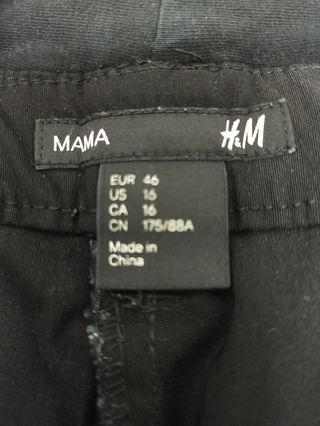 MAMA H&M
EUR 46
US 16
CA 16
CN 175/88A
Made in
China